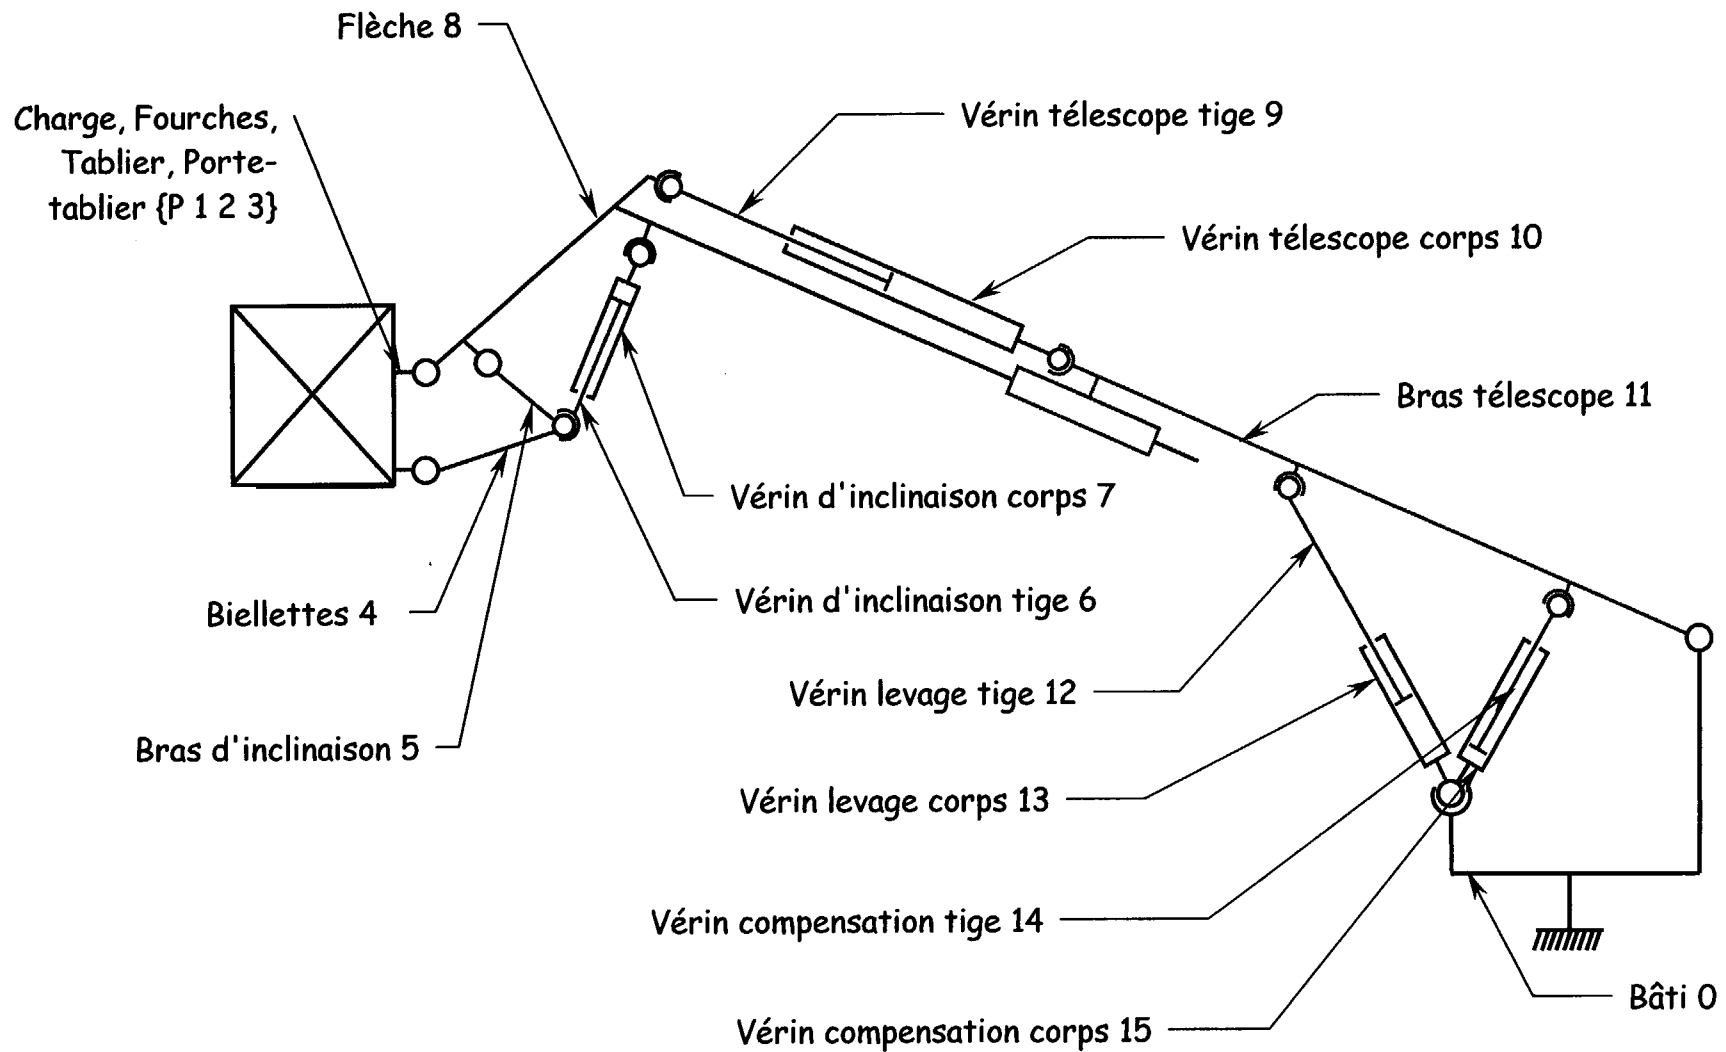 Flèche 8
Charge, Fourches,
Tablier, Porte-
tablier {P 1 2 3}
Vérin télescope tige 9
Vérin télescope corps 10
Bras télescope 11
Vérin d'inclinaison corps 7
Vérin d'inclinaison tige 6
Biellettes 4
Vérin levage tige 12
Bras d'inclinaison 5
Vérin levage corps 13
Vérin compensation tige 14
Bâti 0
Vérin compensation corps 15